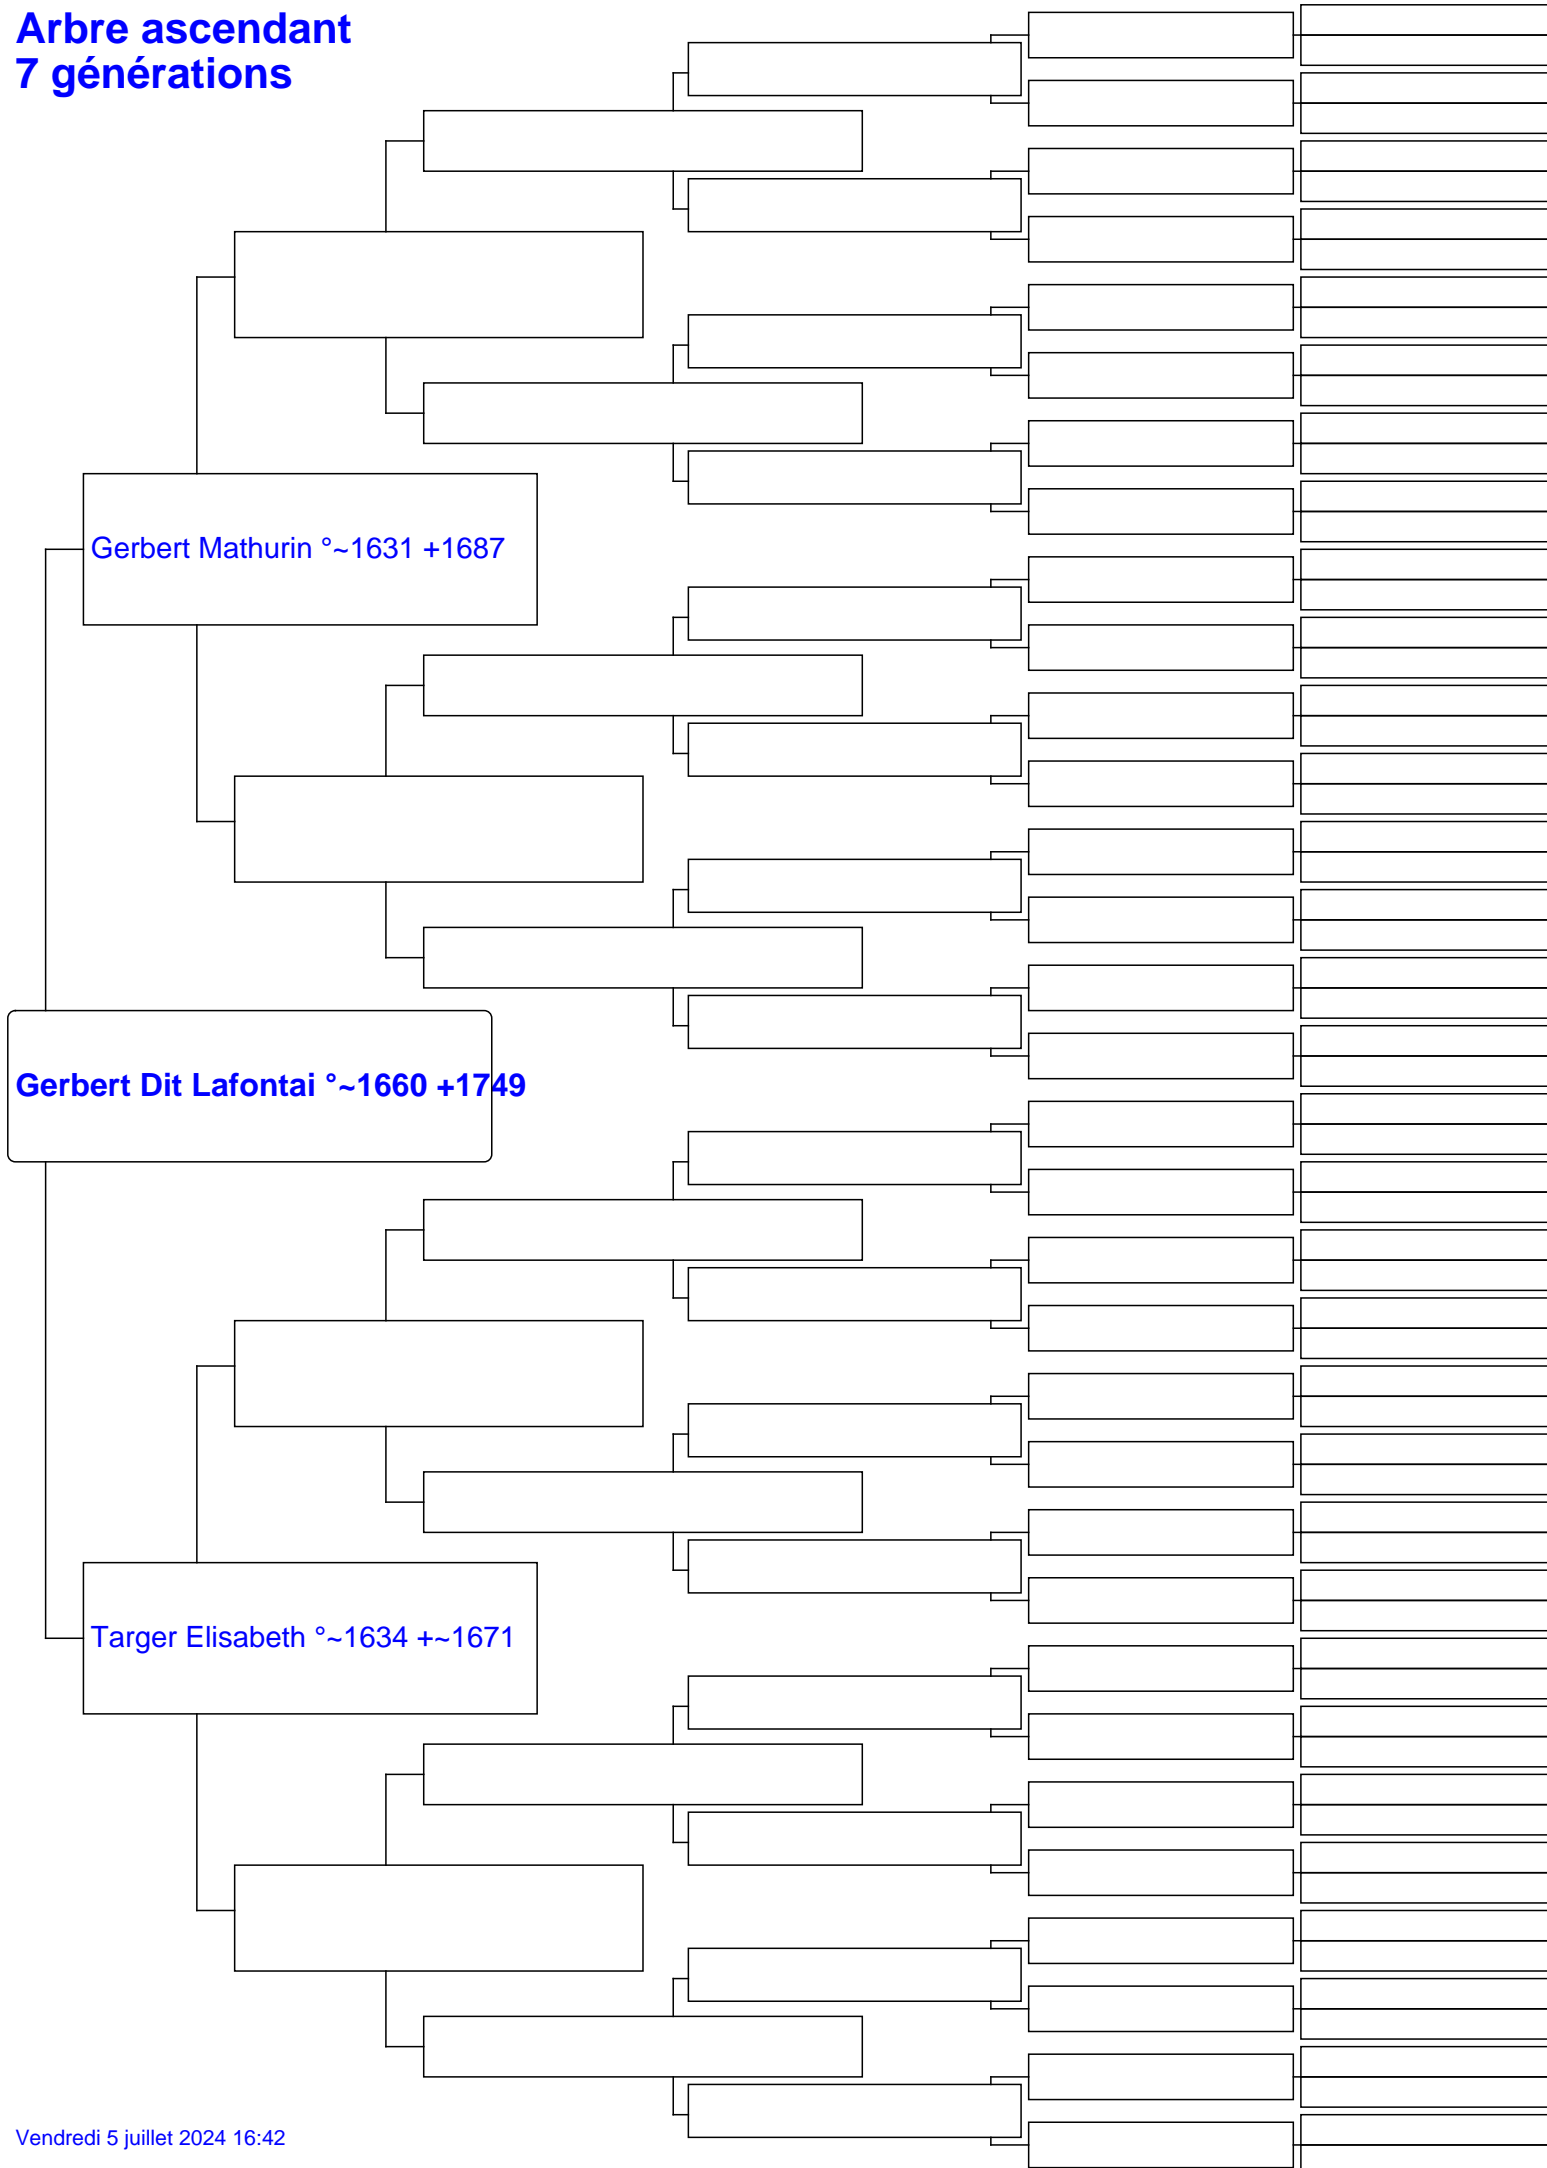 Arbre ascendant
7 générations
Gerbert Mathurin °~1631 +1687
Gerbert Dit Lafontai °~1660 +1749
Targer Elisabeth °~1634 +~1671
Vendredi 5 juillet 2024 16:42